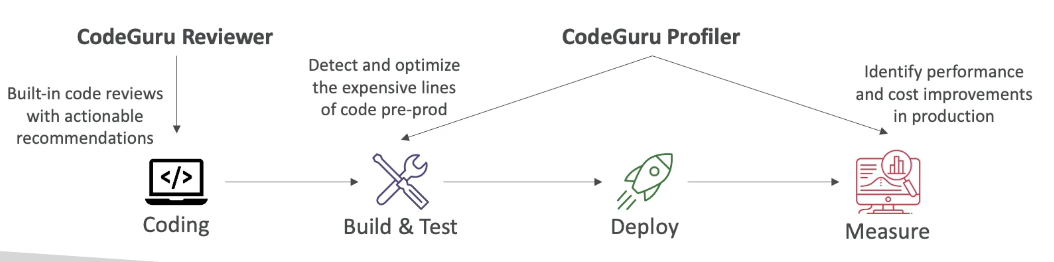 CodeGuru Reviewer
CodeGuru Profiler
Built-in code reviews
with actionable
recommendations
Detect and optimize
the expensive lines
of code pre-prod
Identify performance
and cost improvements
in production
</>
Coding
Build & Test
Deploy
Measure